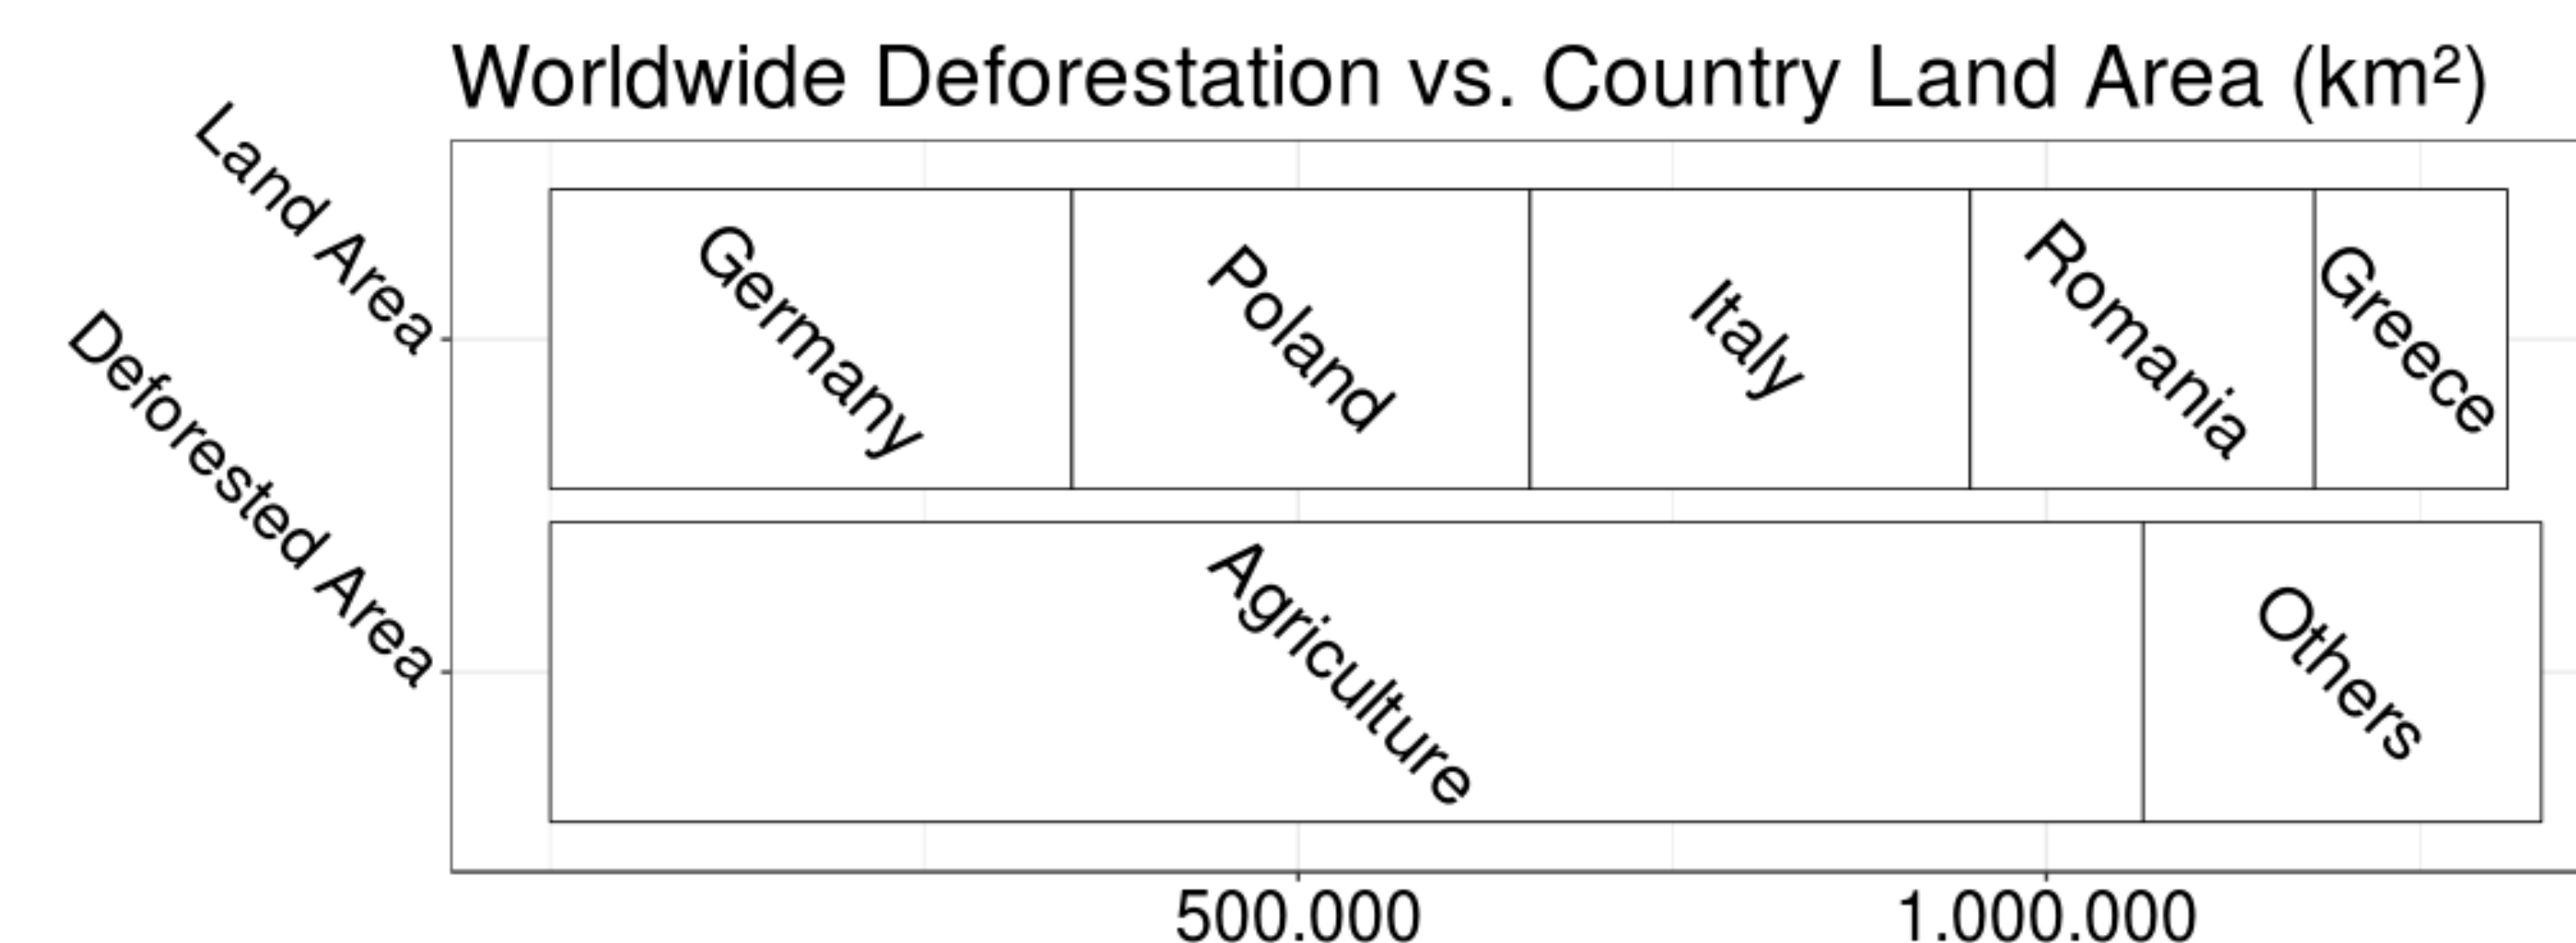 Worldwide Deforestation vs. Country Land Area (km²)
Land Area
Germany
Poland
Italy
Romania
Greece
Deforested Area
Agriculture
Others
500.000
1.000.000